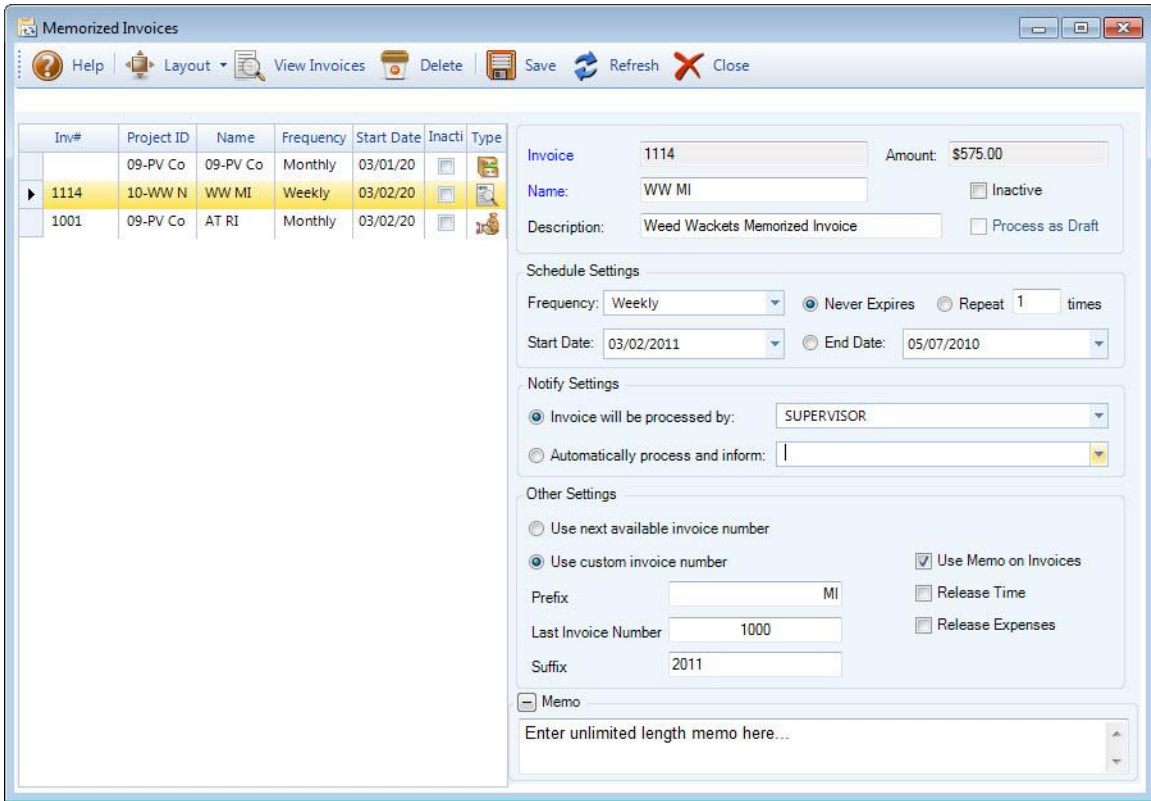 Memorized Invoices
Help Layout View Invoices Delete Save Refresh Close
Inv# Project ID Name Frequency Start Date Inacti Type
09-PV Co 09-PV Co Monthly 03/01/20
1114 10-WW N WW MI Weekly 03/02/20
1001 09-PV Co AT RI Monthly 03/02/20
Invoice 1114 Amount: $575.00
Name: WW MI Inactive
Description: Weed Wackets Memorized Invoice Process as Draft
Schedule Settings
Frequency: Weekly Never Expires Repeat 1 times
Start Date: 03/02/2011 End Date: 05/07/2010
Notify Settings
Invoice will be processed by: SUPERVISOR
Automatically process and inform:
Other Settings
Use next available invoice number
Use custom invoice number Use Memo on Invoices
Prefix MI Release Time
Last Invoice Number 1000 Release Expenses
Suffix 2011
Memo
Enter unlimited length memo here...